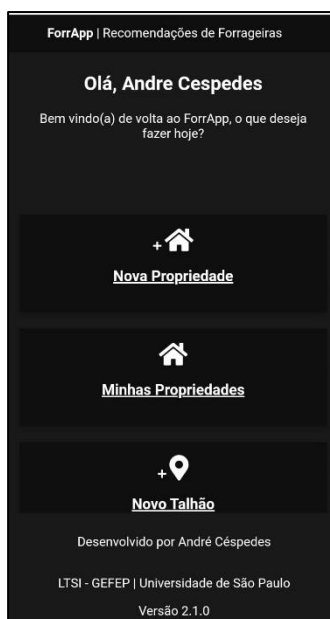 ForrApp | Recomendações de Forrageiras
Olá, Andre Cespedes
Bem vindo(a) de volta ao ForrApp, o que deseja
fazer hoje?
+
Nova Propriedade
Minhas Propriedades
+
Novo Talhão
Desenvolvido por André Céspedes
LTSI - GEFEP | Universidade de São Paulo
Versão 2.1.0